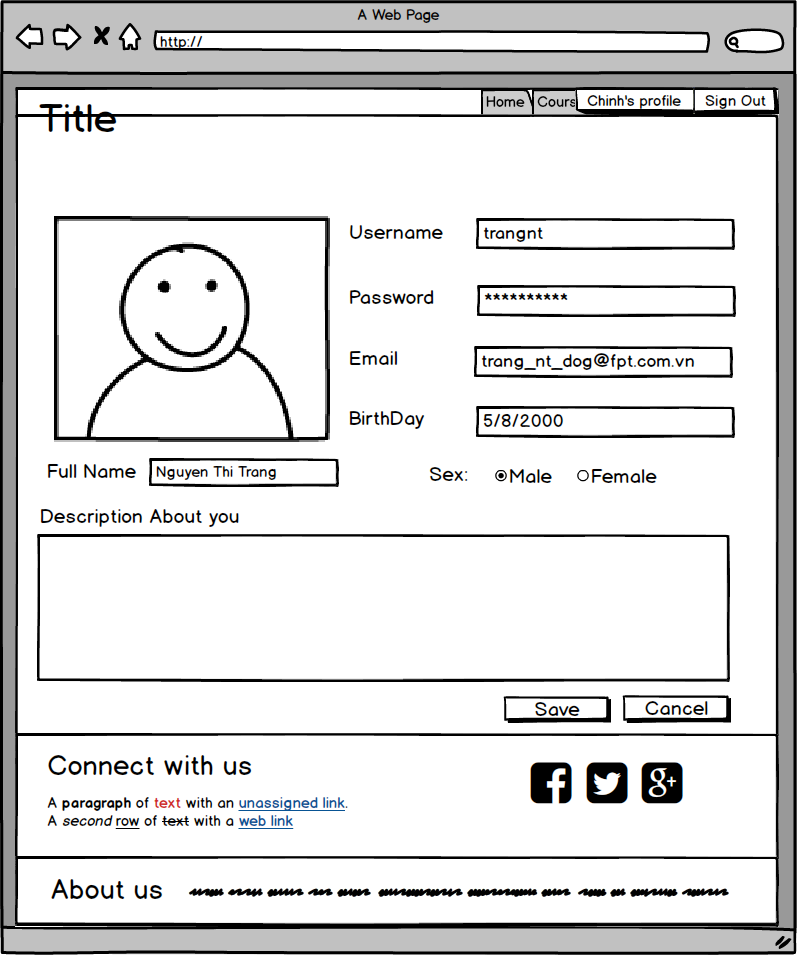 A Web Page
http://
Title
Home Cours Chinh's profile Sign Out
Username trangnt
Password **********
Email trang_nt_dog@fpt.com.vn
BirthDay 5/8/2000
Full Name Nguyen Thi Trang Sex: Male Female
Description About you
Save Cancel
Connect with us
A paragraph of text with an unassigned link.
A second row of text with a web link
About us